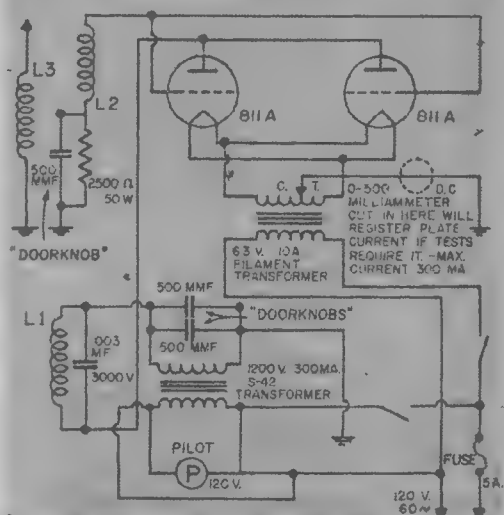 L3
L2
500
MMF
2500 Ω
50 W
"DOORKNOB"
811A
811A
C. T.
0-500 D.C
MILLIAMMETER
CUT IN HERE WILL
REGISTER PLATE
CURRENT IF TESTS
REQUIRE IT. -MAX.
CURRENT 300 MA.
6.3 V. 10A
FILAMENT
TRANSFORMER
L1
.003
MF
3000 V
500 MMF
"DOORKNOBS"
500 MMF
1200 V. 300MA.
S-42
TRANSFORMER
PILOT
P
120 V.
FUSE
5A.
120 V.
60~